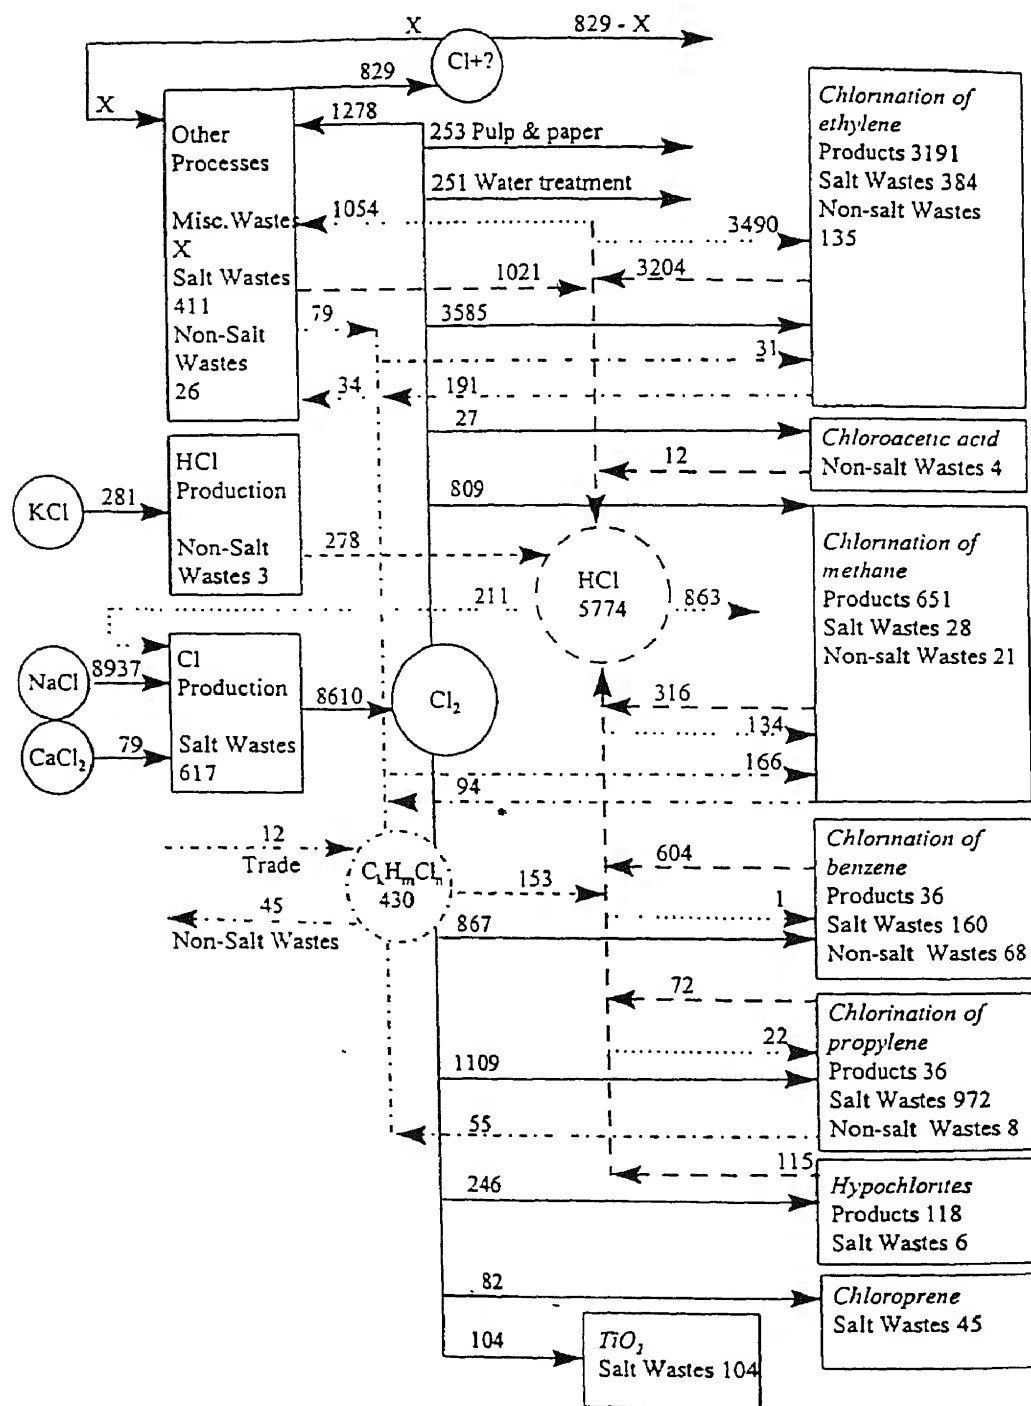 X
829 - X
Cl+?
829
X
1278
Other
Processes
Misc. Wastes
X
Salt Wastes
411
Non-Salt
Wastes
26
253 Pulp & paper
251 Water treatment
1054
3490
1021
3204
79
3585
31
34
191
27
Chlorination of
ethylene
Products 3191
Salt Wastes 384
Non-salt Wastes
135
Chloroacetic acid
Non-salt Wastes 4
12
KCl
281
HCl
Production
Non-Salt
Wastes 3
278
809
HCl
5774
211
863
Chlorination of
methane
Products 651
Salt Wastes 28
Non-salt Wastes 21
NaCl
8937
CaCl2
79
Cl
Production
Salt Wastes
617
8610
Cl2
316
134
166
94
12
Trade
CkHmCln
430
45
Non-Salt Wastes
153
604
1
867
Chlorination of
benzene
Products 36
Salt Wastes 160
Non-salt Wastes 68
72
22
1109
55
Chlorination of
propylene
Products 36
Salt Wastes 972
Non-salt Wastes 8
115
246
Hypochlorites
Products 118
Salt Wastes 6
82
Chloroprene
Salt Wastes 45
104
TiO2
Salt Wastes 104